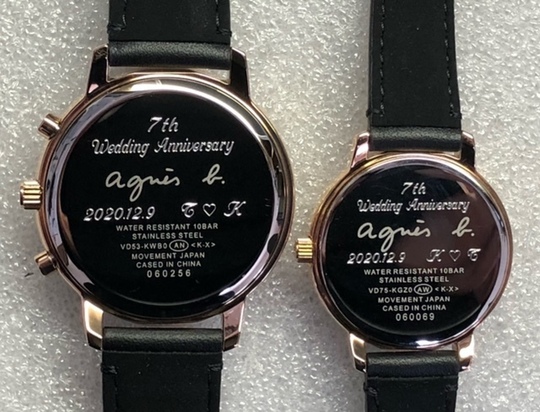 7th
Wedding Anniversary
agnès b.
2020.12.9 T ♡ K
WATER RESISTANT 10BAR
STAINLESS STEEL
VD53-KWB0 AN <K-X>
MOVEMENT JAPAN
CASED IN CHINA
060256
7th
Wedding Anniversary
agnès b.
2020.12.9 K ♡ T
WATER RESISTANT 10BAR
STAINLESS STEEL
VD75-KGZ0 AW <K-X>
MOVEMENT JAPAN
CASED IN CHINA
060069